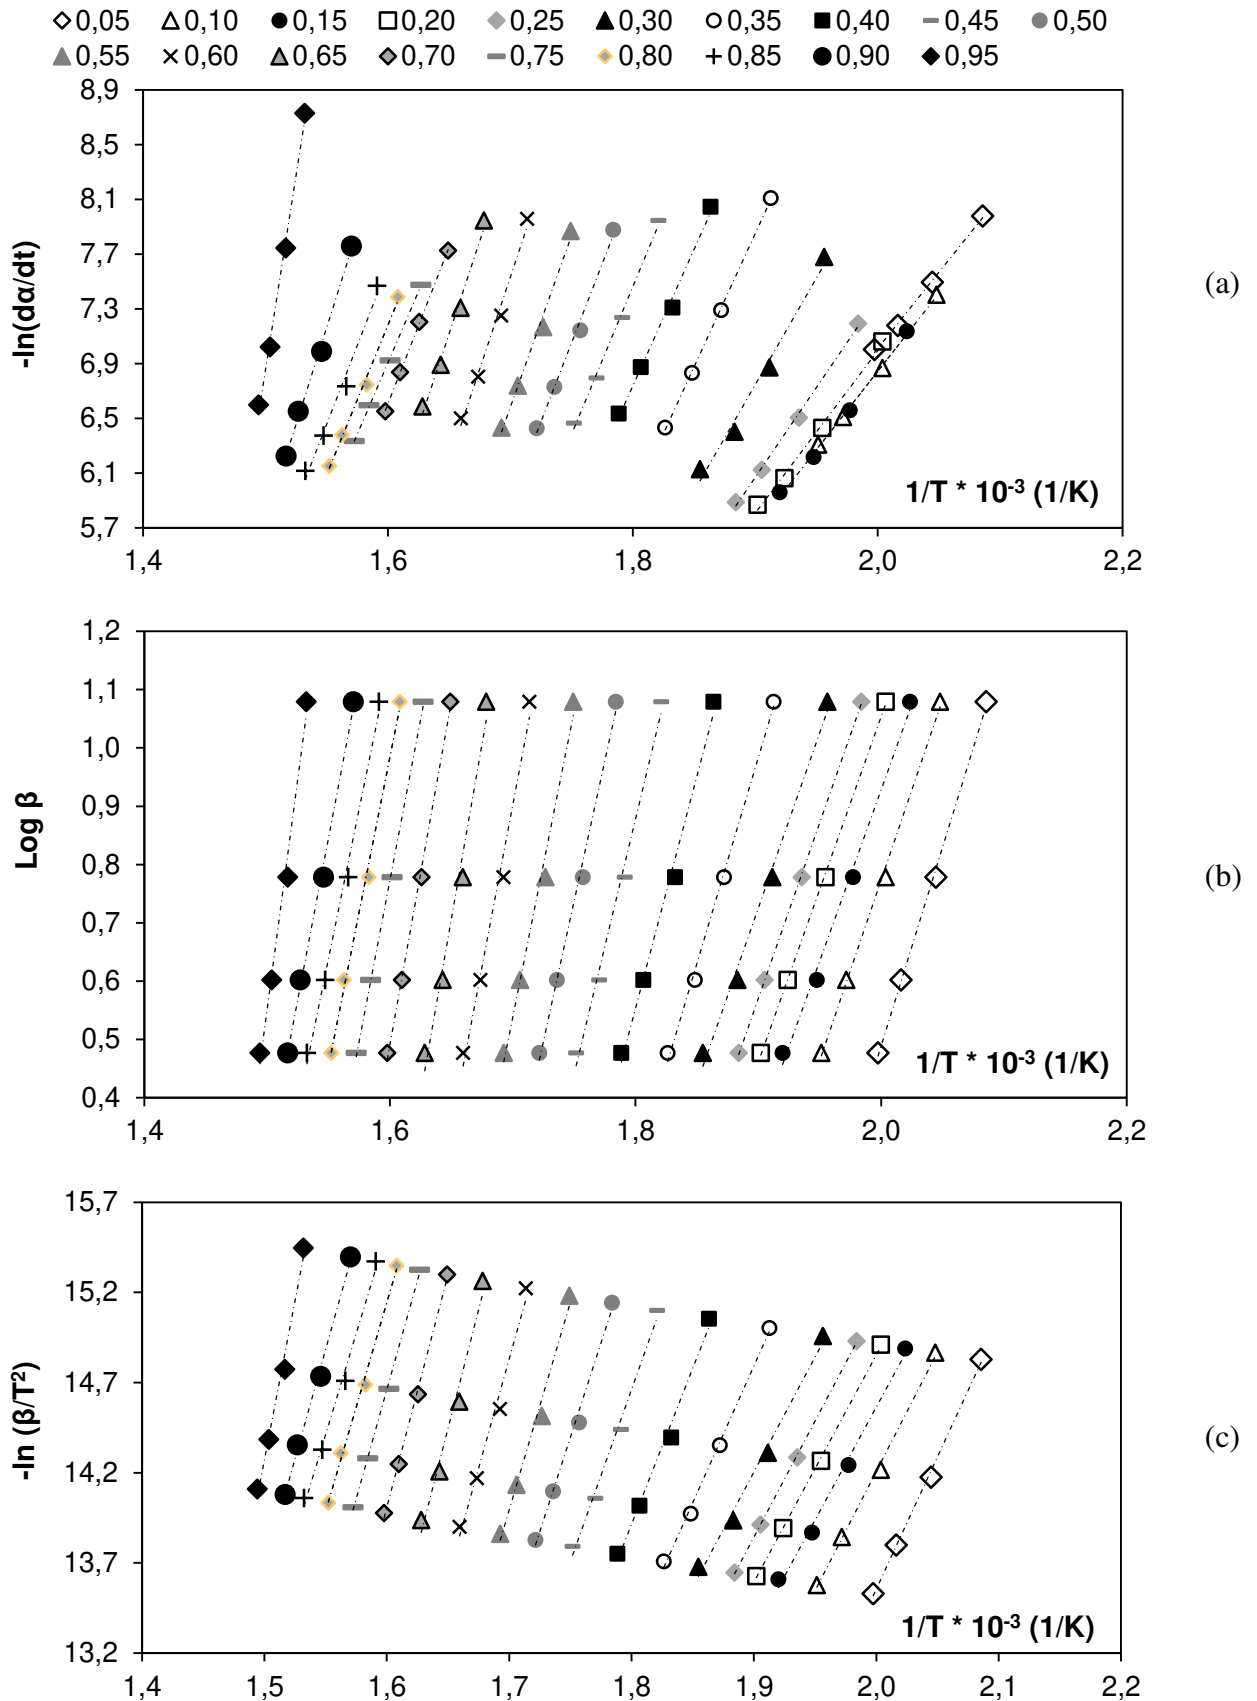 0,05 0,10 0,15 0,20 0,25 0,30 0,35 0,40 0,45 0,50
0,55 0,60 0,65 0,70 0,75 0,80 0,85 0,90 0,95
8,9
8,5
8,1
7,7
7,3
6,9
6,5
6,1
5,7
-ln(dα/dt)
1/T * 10-3 (1/K)
1,4 1,6 1,8 2,0 2,2
(a)
1,2
1,1
1,0
0,9
0,8
0,7
0,6
0,5
0,4
Log β
1/T * 10-3 (1/K)
1,4 1,6 1,8 2,0 2,2
(b)
15,7
15,2
14,7
14,2
13,7
13,2
-ln (β/T2)
1/T * 10-3 (1/K)
1,4 1,5 1,6 1,7 1,8 1,9 2,0 2,1 2,2
(c)